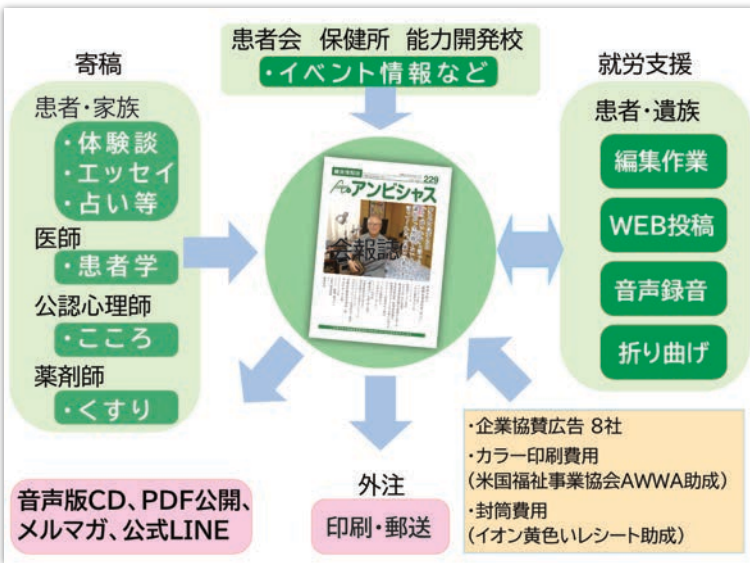 寄稿
患者・家族
・体験談
・エッセイ
・占い等
医師
・患者学
公認心理師
・こころ
薬剤師
・くすり
患者会 保健所 能力開発校
・イベント情報など
229
アンビシャス
会報誌
就労支援
患者・遺族
編集作業
WEB投稿
音声録音
折り曲げ
音声版CD、PDF公開、
メルマガ、公式LINE
外注
印刷・郵送
・企業協賛広告 8社
・カラー印刷費用
(米国福祉事業協会AWWA助成)
・封筒費用
(イオン黄色いレシート助成)